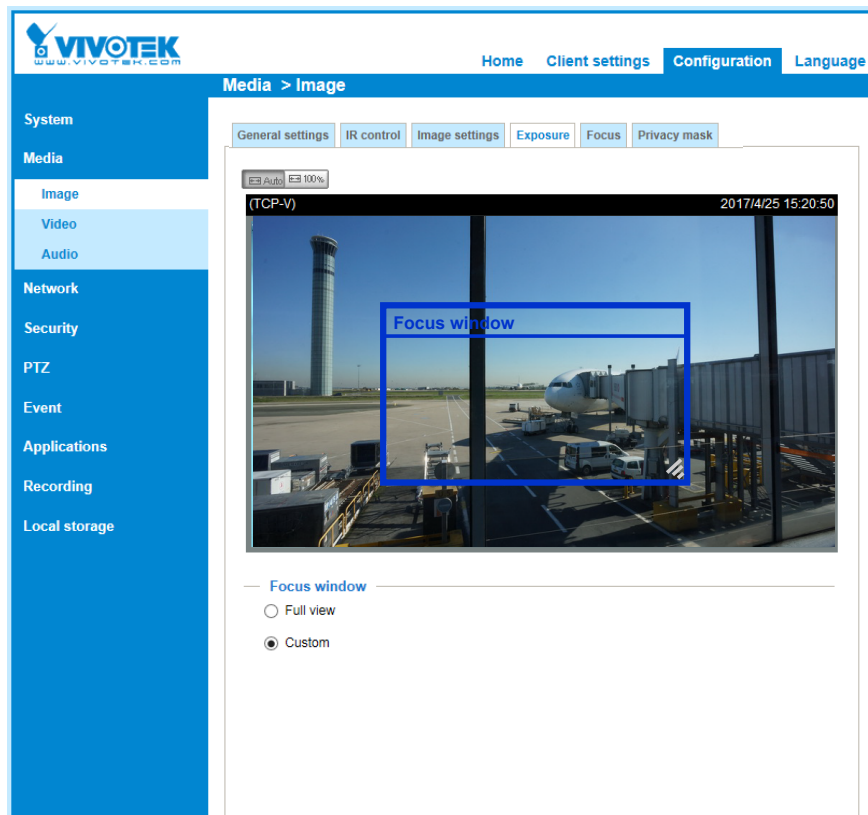 VIVOTEK
www.vivotek.com
Home Client settings Configuration Language
Media > Image
System
Media
Image
Video
Audio
Network
Security
PTZ
Event
Applications
Recording
Local storage
General settings IR control Image settings Exposure Focus Privacy mask
Auto 100%
(TCP-V) 2017/4/25 15:20:50
Focus window
Focus window
Full view
Custom